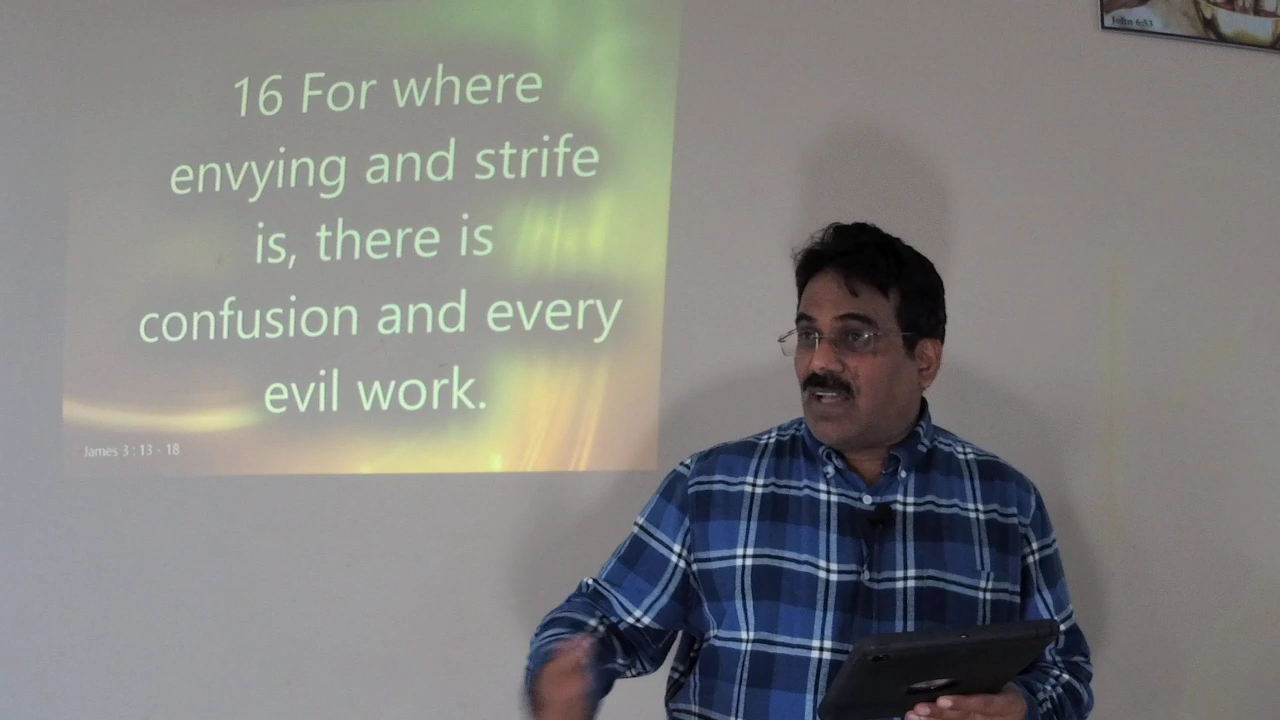 16 For where
envying and strife
is, there is
confusion and every
evil work.
James 3 : 13 - 18
John 6:53